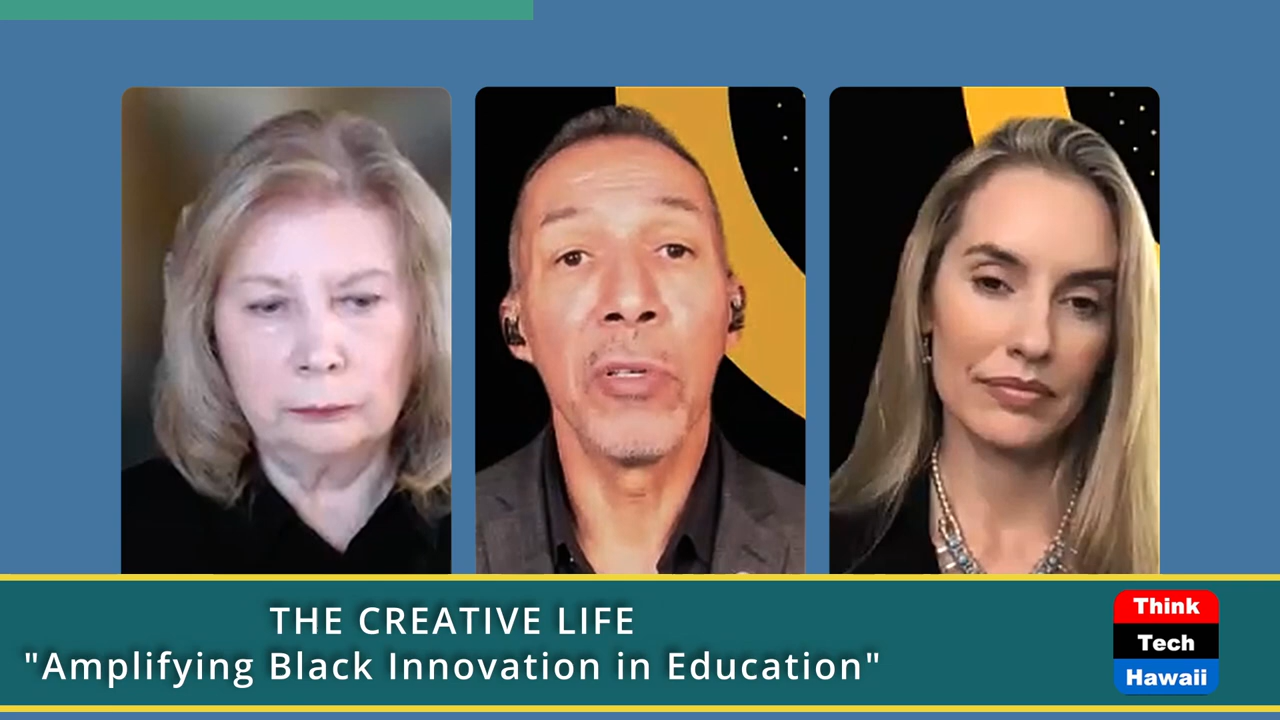 THE CREATIVE LIFE
"Amplifying Black Innovation in Education"
Think
Tech
Hawaii